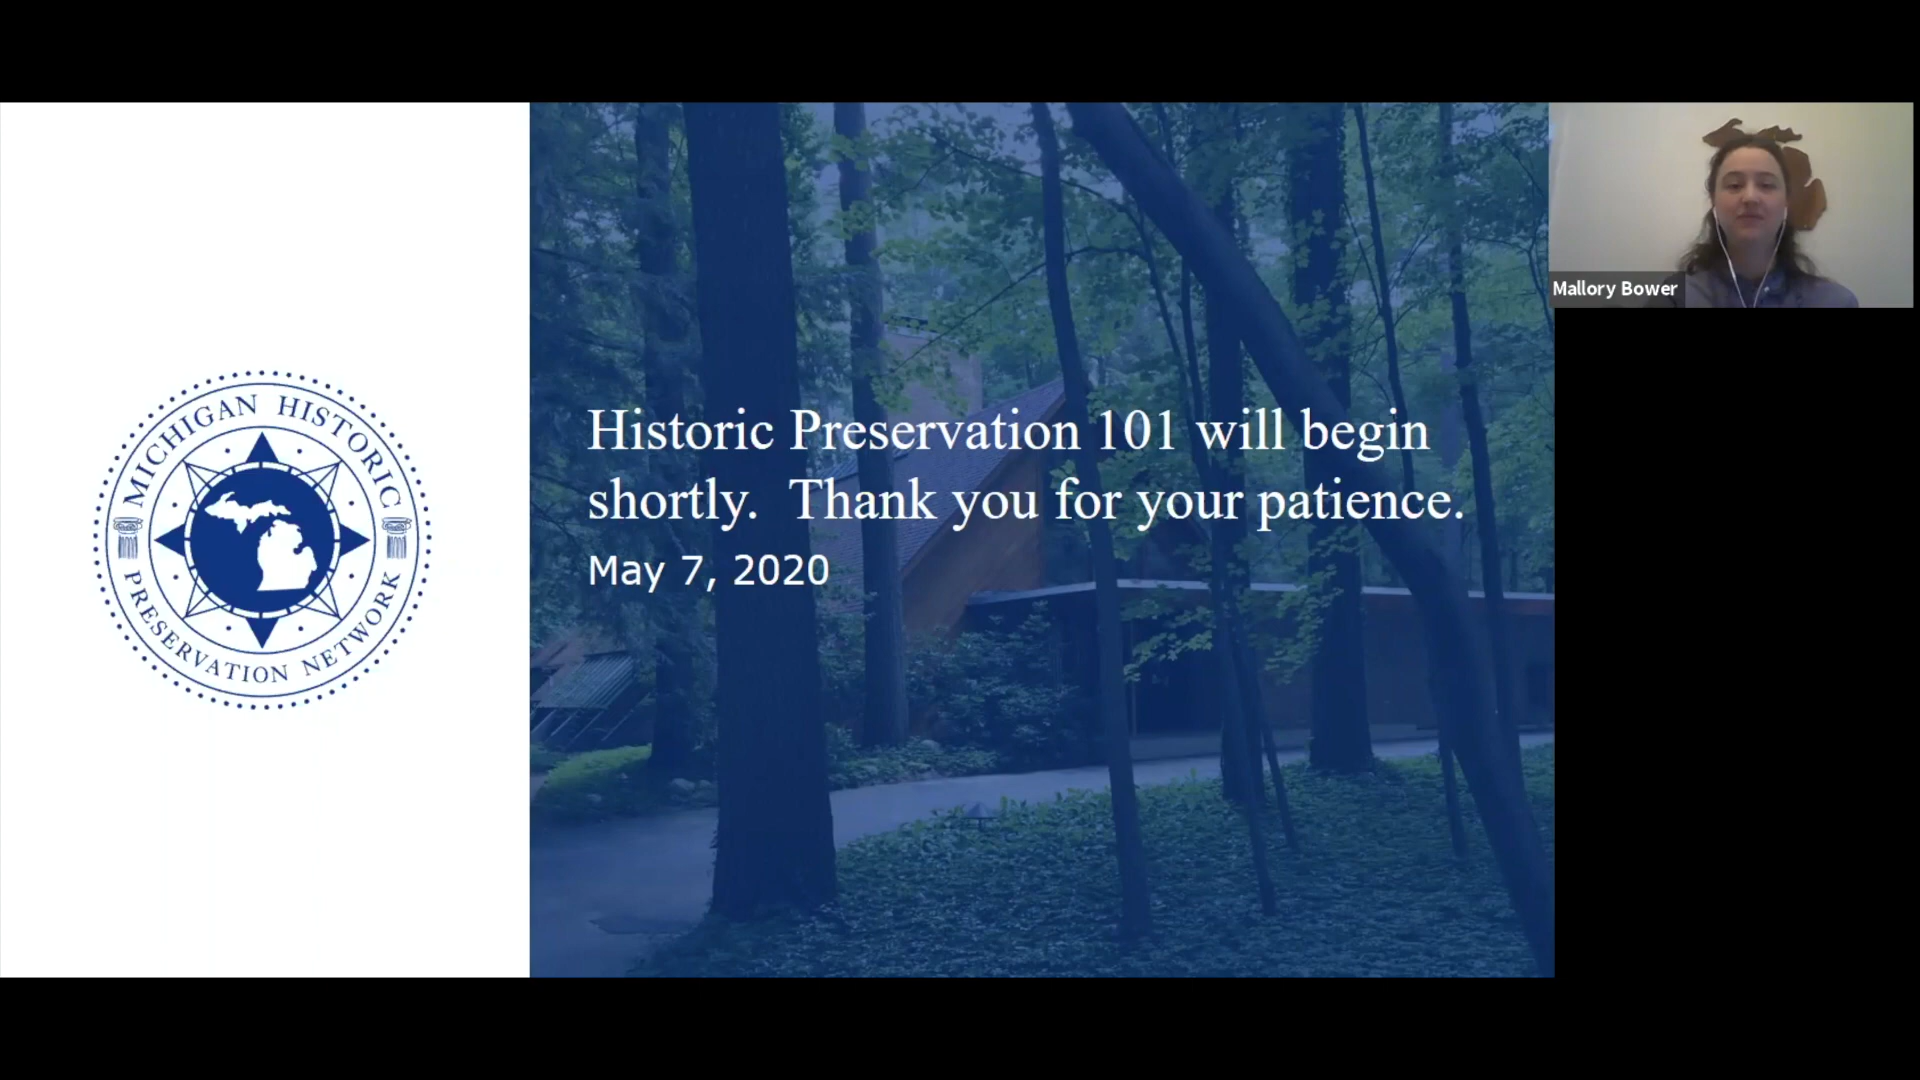 MICHIGAN HISTORIC
PRESERVATION NETWORK
Historic Preservation 101 will begin
shortly. Thank you for your patience.
May 7, 2020
Mallory Bower